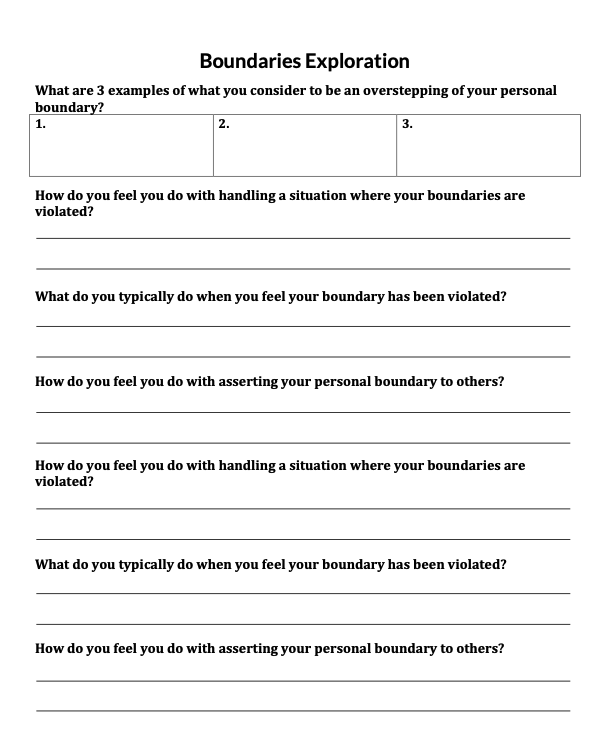 Boundaries Exploration
What are 3 examples of what you consider to be an overstepping of your personal
boundary?
1.
2.
3.
How do you feel you do with handling a situation where your boundaries are
violated?
What do you typically do when you feel your boundary has been violated?
How do you feel you do with asserting your personal boundary to others?
How do you feel you do with handling a situation where your boundaries are
violated?
What do you typically do when you feel your boundary has been violated?
How do you feel you do with asserting your personal boundary to others?